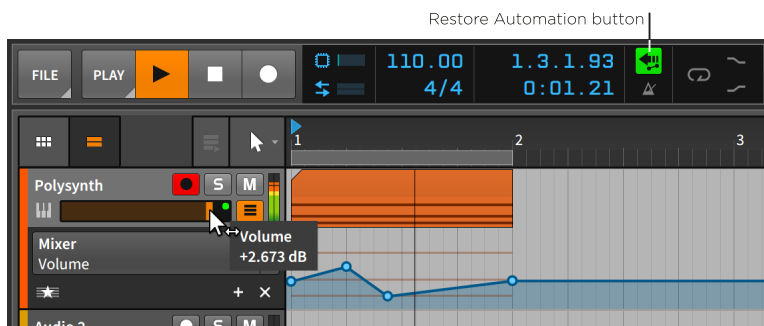 Restore Automation button
FILE
PLAY
110.00
1.3.1.93
4/4
0:01.21
1
2
3
Polysynth
S
M
Volume
+2.673 dB
Mixer
Volume
+ ×
Audio 2
S
M